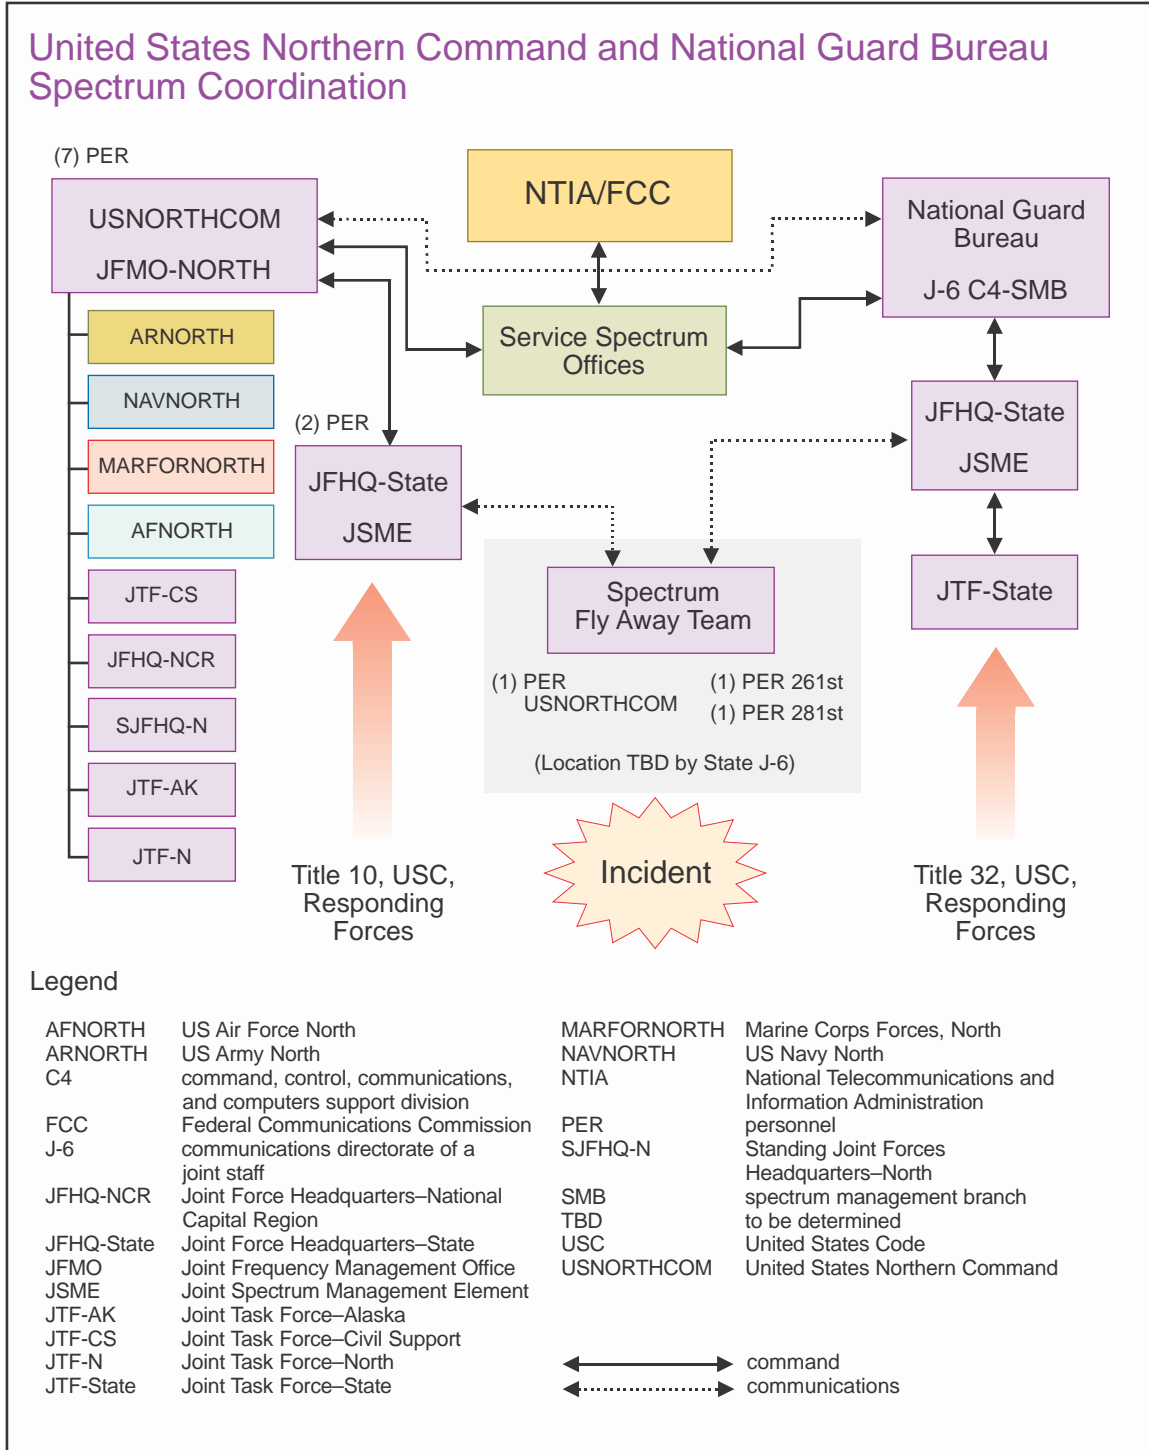 United States Northern Command and National Guard Bureau
Spectrum Coordination
(7) PER
USNORTHCOM
JFMO-NORTH
NTIA/FCC
National Guard
Bureau
J-6 C4-SMB
Service Spectrum
Offices
ARNORTH
NAVNORTH
MARFORNORTH
AFNORTH
JTF-CS
JFHQ-NCR
SJFHQ-N
JTF-AK
JTF-N
(2) PER
JFHQ-State
JSME
JFHQ-State
JSME
JTF-State
Spectrum
Fly Away Team
(1) PER
USNORTHCOM
(1) PER 261st
(1) PER 281st
(Location TBD by State J-6)
Incident
Title 10, USC,
Responding
Forces
Title 32, USC,
Responding
Forces
Legend
AFNORTH US Air Force North
ARNORTH US Army North
C4 command, control, communications,
and computers support division
FCC Federal Communications Commission
J-6 communications directorate of a
joint staff
JFHQ-NCR Joint Force Headquarters–National
Capital Region
JFHQ-State Joint Force Headquarters–State
JFMO Joint Frequency Management Office
JSME Joint Spectrum Management Element
JTF-AK Joint Task Force–Alaska
JTF-CS Joint Task Force–Civil Support
JTF-N Joint Task Force–North
JTF-State Joint Task Force–State
MARFORNORTH Marine Corps Forces, North
NAVNORTH US Navy North
NTIA National Telecommunications and
Information Administration
PER personnel
SJFHQ-N Standing Joint Forces
Headquarters–North
SMB spectrum management branch
TBD to be determined
USC United States Code
USNORTHCOM United States Northern Command
command
communications